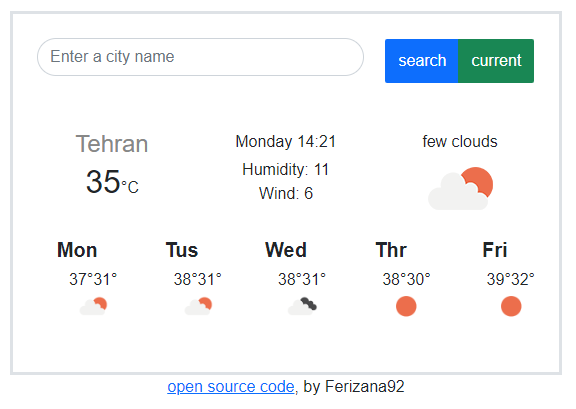 Enter a city name
search current
Tehran
35°C
Monday 14:21
Humidity: 11
Wind: 6
few clouds
Mon Tus Wed Thr Fri
37°31° 38°31° 38°31° 38°30° 39°32°
open source code, by Ferizana92